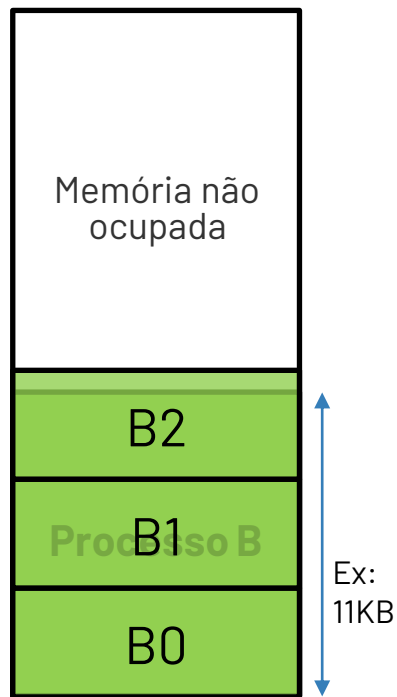 Memória não
ocupada
B2
Processo B
B1
Ex:
11KB
B0